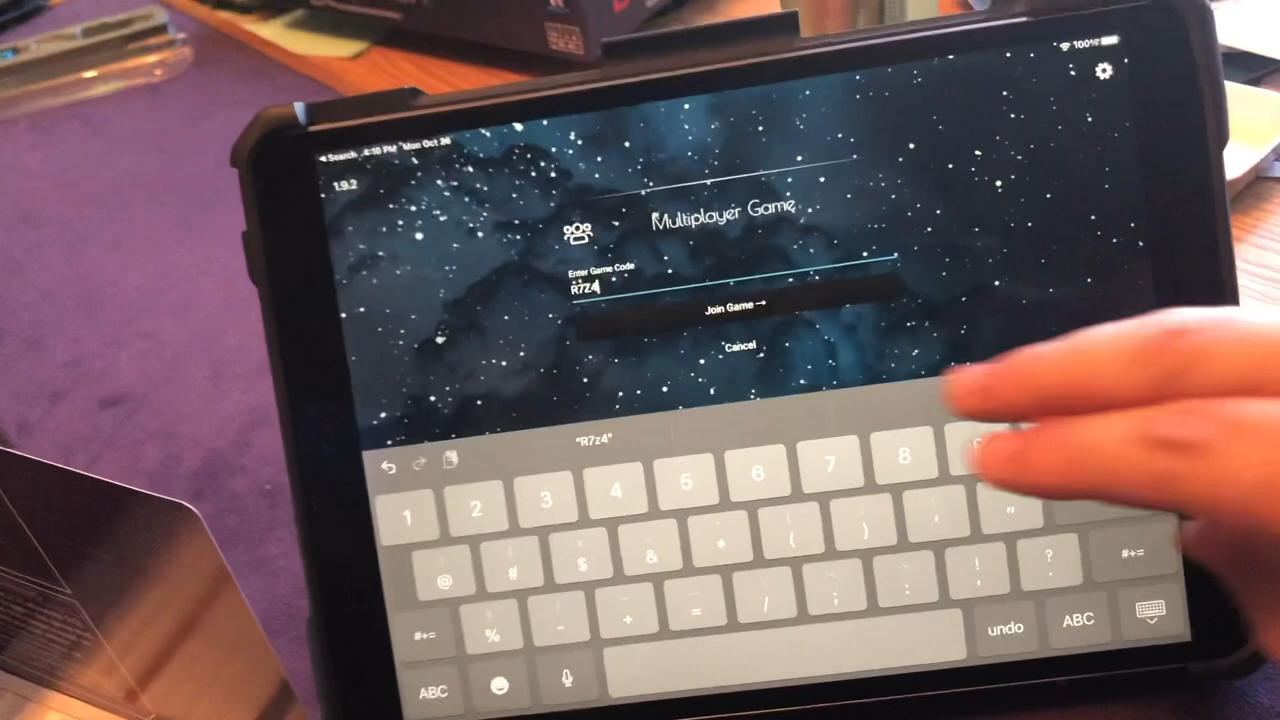 ◂ Search 4:10 PM Mon Oct 26
100%
1.9.2
Multiplayer Game
Enter Game Code
R7Z4
Join Game →
Cancel
"R7z4"
1 2 3 4 5 6 7 8
@ # $ & * ( ) "
#+= % - + = / ; : ! ? #+=
ABC undo ABC